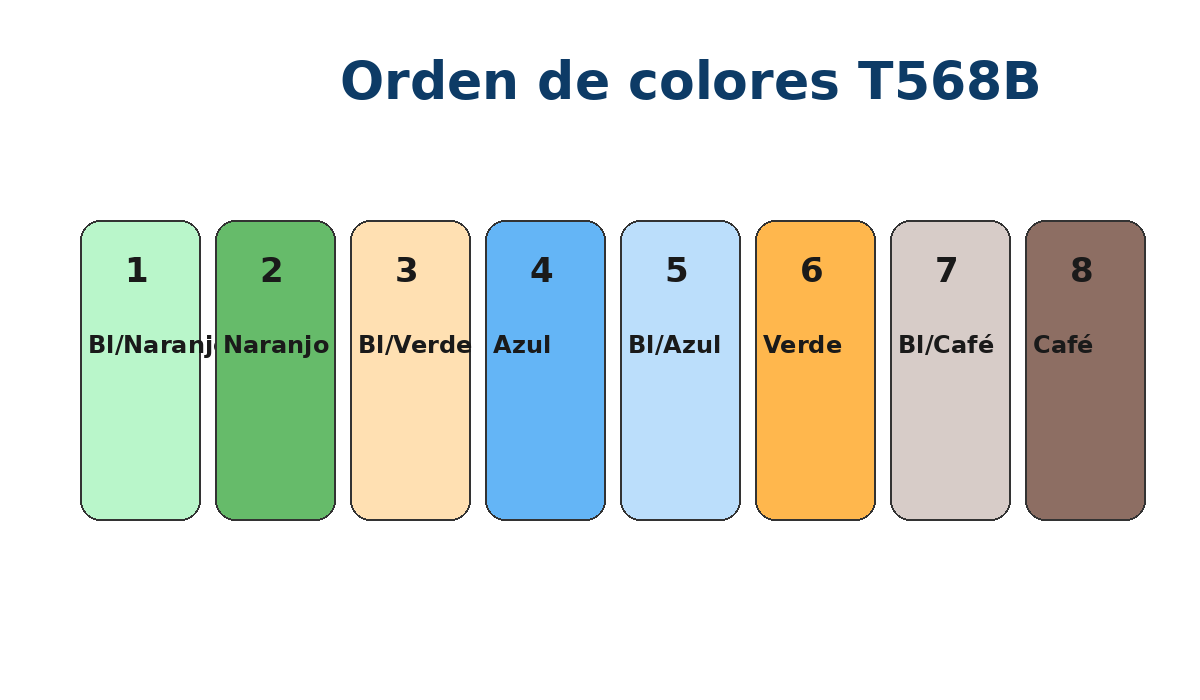 Orden de colores T568B
1 2 3 4 5 6 7 8
Bl/Naranjo Naranjo Bl/Verde Azul Bl/Azul Verde Bl/Café Café